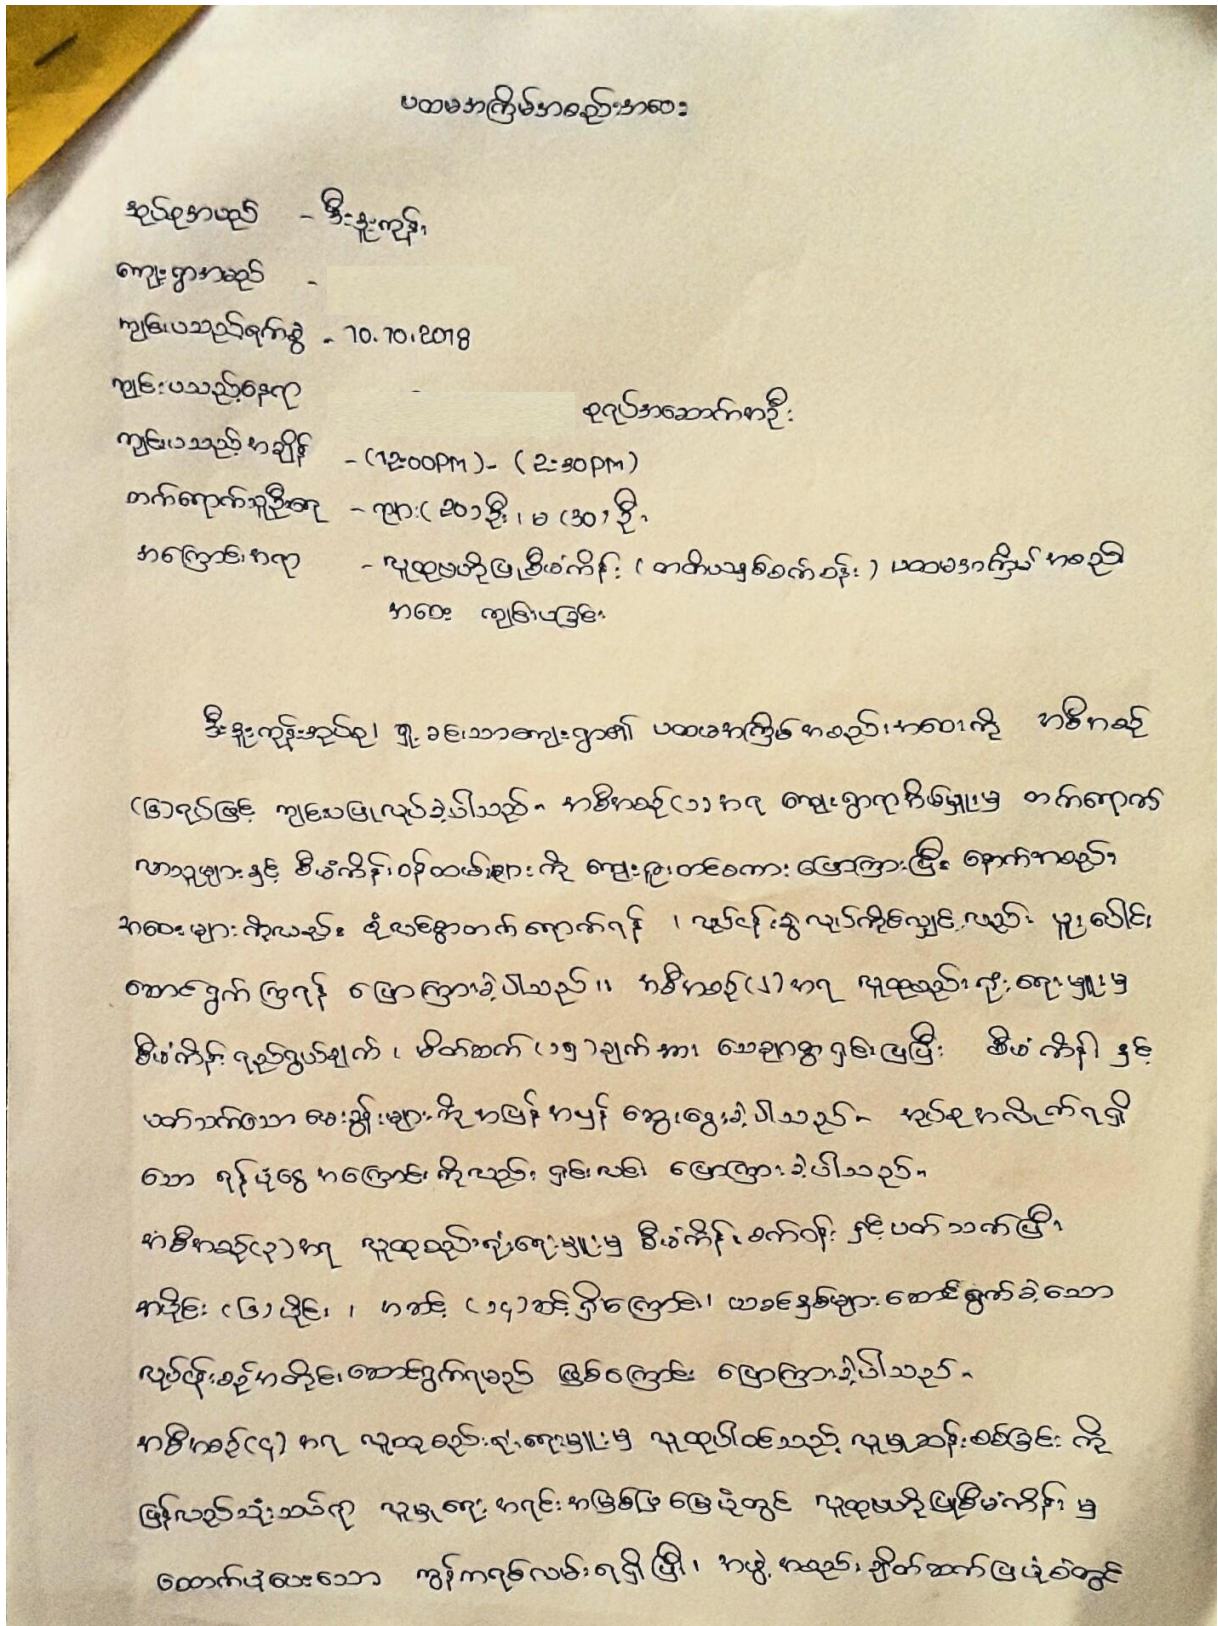 ပထမအကြိမ်အစည်းအဝေး
အုပ်စုအမည် - ဒီးဒူးကုန်း
ကျေးရွာအမည် -
ကျင်းပသည့်ရက်စွဲ - 10.10.2018
ကျင်းပသည့်နေရာ - စုရပ်အဆောက်အဦး
ကျင်းပသည့်အချိန် - (12:00PM) - (2:30PM)
တက်ရောက်သူဦးရေ - ကျား (20) ဦး၊ မ (30) ဦး
အကြောင်းအရာ - လူထုဗဟိုပြုစီမံကိန်း (တတိယနှစ်စက်ဝန်း) ပထမအကြိမ် အစည်း
အဝေး ကျင်းပခြင်း
ဒီးဒူးကုန်းအုပ်စု၊ ကျေးရွာ၏ ပထမအကြိမ်အစည်းအဝေးကို အစီအစဉ်
(၆)ရပ်ဖြင့် ကျင်းပပြုလုပ်ခဲ့ပါသည်။ အစီအစဉ်(၁)အရ ကျေးရွာရာအိမ်မှူးမှ တက်ရောက်
လာသူများနှင့် စီမံကိန်းဝန်ထမ်းများကို ကျေးဇူးတင်စကားပြောကြားပြီး နောက်အစည်း
အဝေးများကိုလည်း စုံလင်စွာတက်ရောက်ရန်၊ လုပ်ငန်းခွဲလုပ်ကိုင်လျှင်လည်း ပူးပေါင်း
ဆောင်ရွက်ကြရန် ပြောကြားခဲ့ပါသည်။ အစီအစဉ်(၂)အရ လူထုစည်းရုံးရေးမှူးမှ
စီမံကိန်းရည်ရွယ်ချက်၊ မိတ်ဆက် (၁၅)ချက်အား သေချာစွာရှင်းပြပြီး စီမံကိန်း နှင့်
ပတ်သက်သော မေးခွန်းများကို အပြန်အလှန် ဆွေးနွေးခဲ့ပါသည်။ အုပ်စုအလိုက်ရရှိ
သော ရန်ပုံငွေ အကြောင်းကိုလည်း ရှင်းလင်း ပြောကြားခဲ့ပါသည်။
အစီအစဉ်(၃)အရ လူထုစည်းရုံးရေးမှူးမှ စီမံကိန်းစက်ဝန်း နှင့်ပတ်သက်ပြီး
အပိုင်း (၆)ပိုင်း၊ အဆင့် (၁၄)ဆင့်ရှိကြောင်း၊ ယခင်နှစ်များဆောင်ရွက်ခဲ့သော
လုပ်ငန်းစဉ်အတိုင်းဆောင်ရွက်ရမည် ဖြစ်ကြောင်း ပြောကြားခဲ့ပါသည်။
အစီအစဉ်(၄) အရ လူထုစည်းရုံးရေးမှူးမှ လူထုပါဝင်သည့် လူမှုဆန်းစစ်ခြင်း ကို
ပြန်လည်သုံးသပ်ရာ လူမှုရေးအရင်းအမြစ်ပြမြေပုံတွင် လူထုဗဟိုပြုစီမံကိန်းမှ
ထောက်ပံ့ပေးသော ကွန်ကရစ်လမ်းရရှိပြီး၊ အဖွဲ့အစည်းချိတ်ဆက်ပြပုံစံတွင်